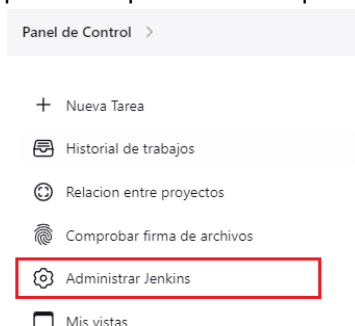 Panel de Control >
Nueva Tarea
Historial de trabajos
Relacion entre proyectos
Comprobar firma de archivos
Administrar Jenkins
Mis vistas